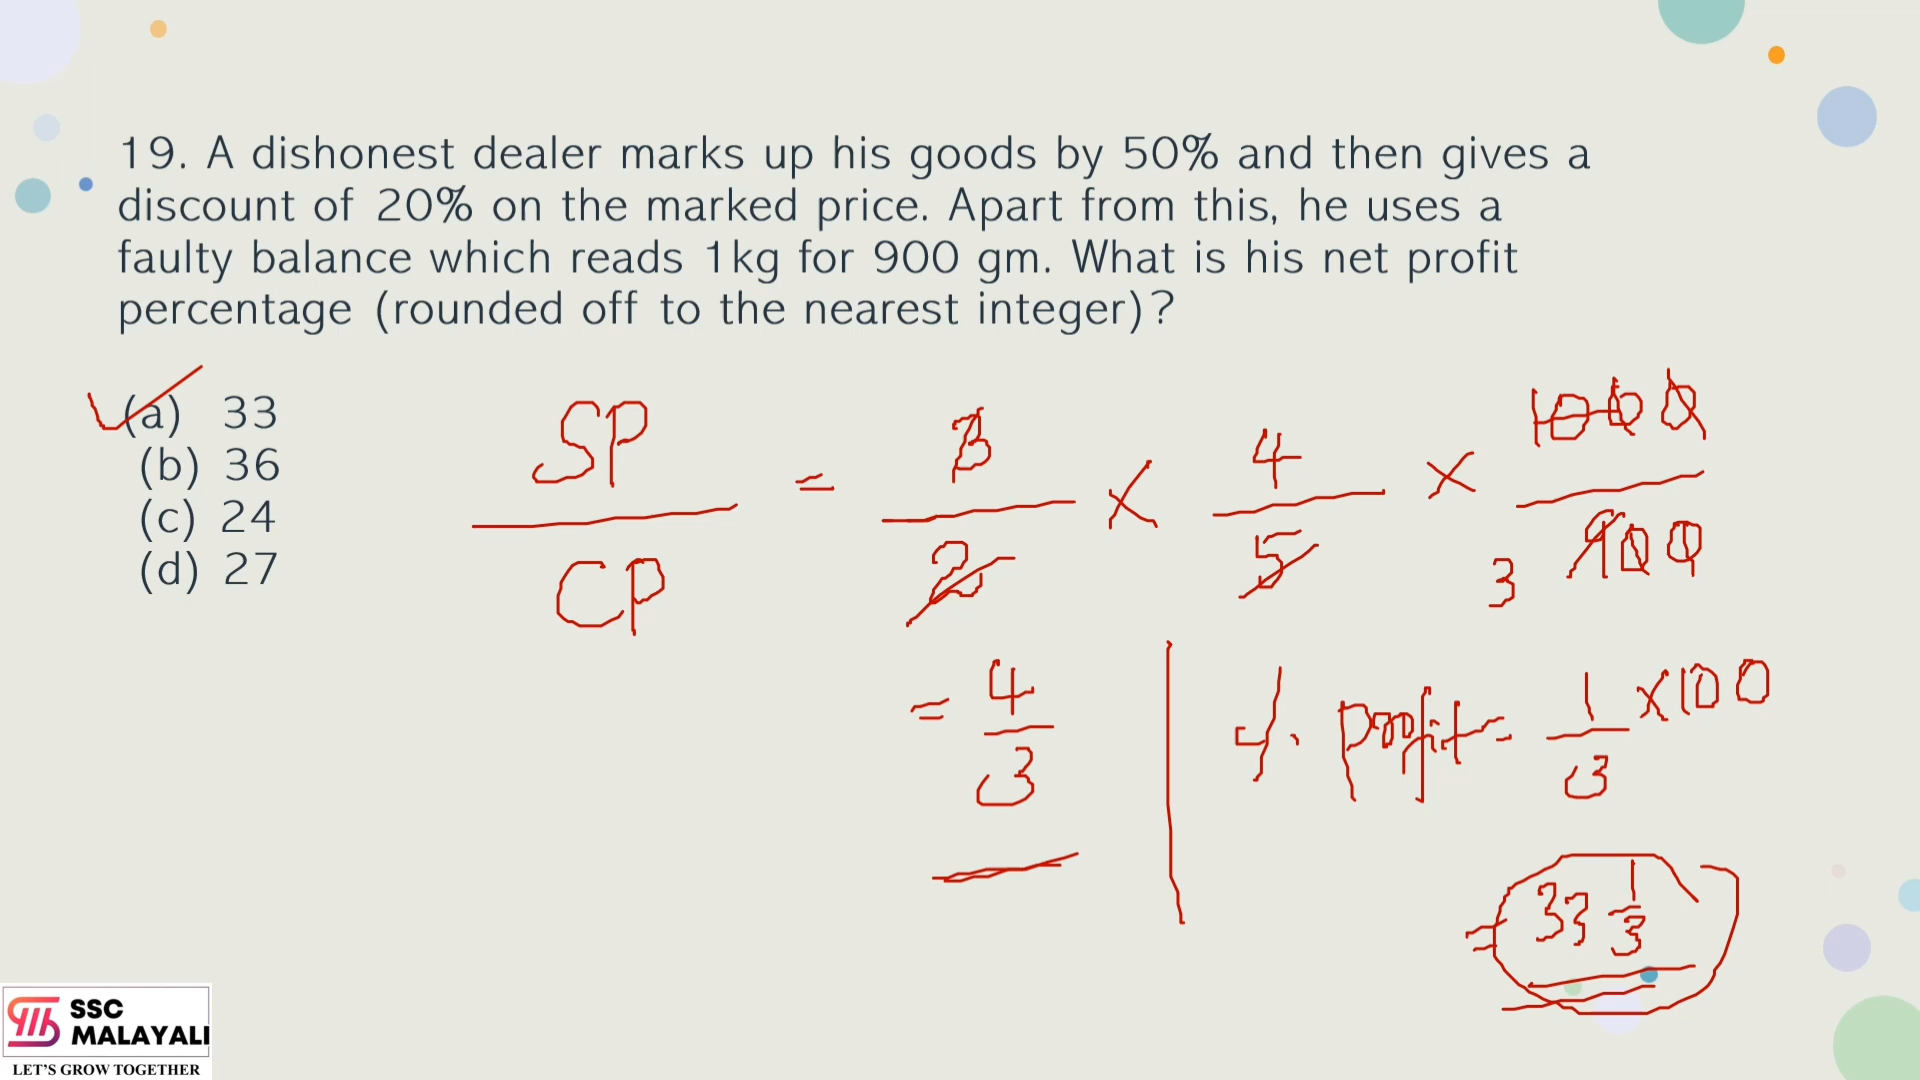 19. A dishonest dealer marks up his goods by 50% and then gives a
discount of 20% on the marked price. Apart from this, he uses a
faulty balance which reads 1kg for 900 gm. What is his net profit
percentage (rounded off to the nearest integer)?
(a) 33
(b) 36
(c) 24
(d) 27
SP/CP = 3/2 × 4/5 × 1000/900
3
= 4/3
% profit = 1/3 × 100
= 33 1/3
SSC
MALAYALI
LET'S GROW TOGETHER